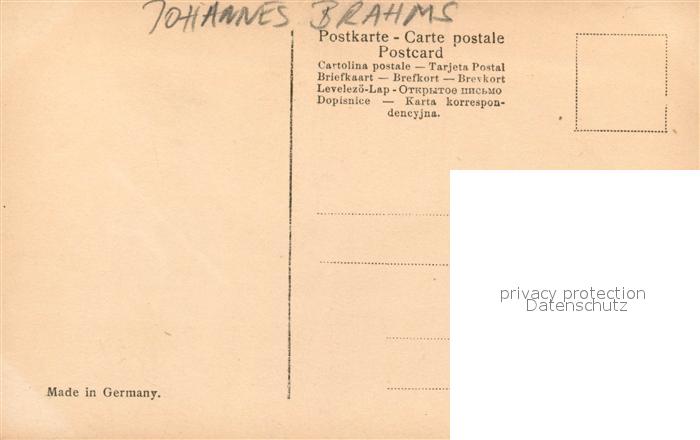 JOHANNES BRAHMS
Postkarte - Carte postale
Postcard
Cartolina postale — Tarjeta Postal
Briefkaart — Brefkort — Brevkort
Levelező-Lap - Открытое письмо
Dopisnice — Karta korrespon-
dencyjna.
privacy protection
Datenschutz
Made in Germany.